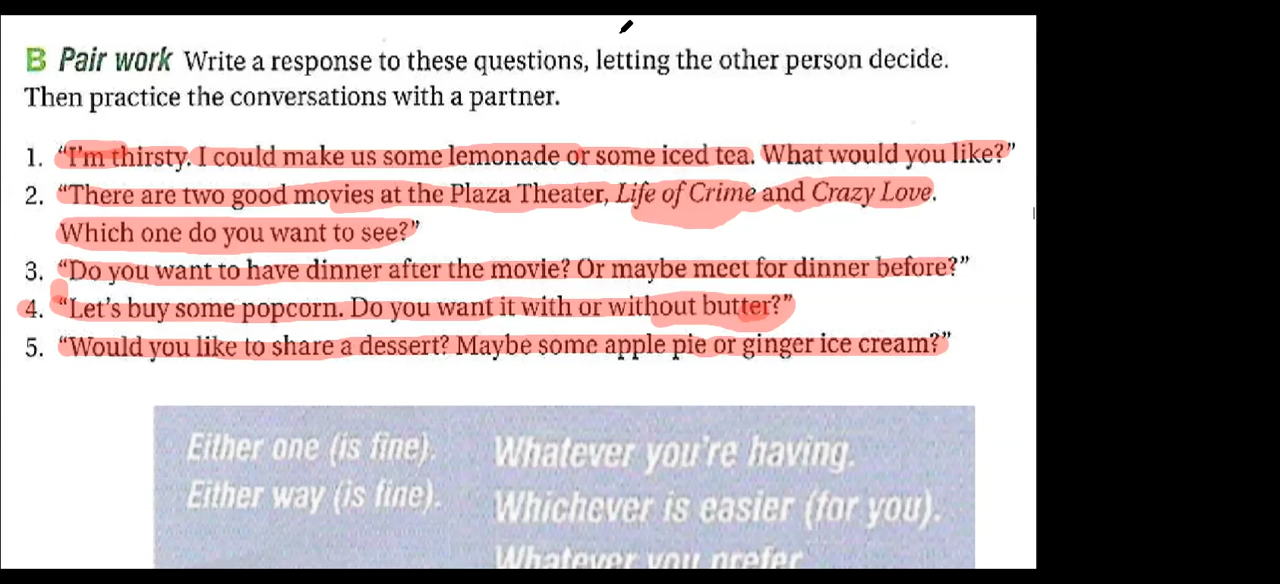 B Pair work Write a response to these questions, letting the other person decide.
Then practice the conversations with a partner.
1. “I’m thirsty. I could make us some lemonade or some iced tea. What would you like?”
2. “There are two good movies at the Plaza Theater, Life of Crime and Crazy Love.
Which one do you want to see?”
3. “Do you want to have dinner after the movie? Or maybe meet for dinner before?”
4. “Let’s buy some popcorn. Do you want it with or without butter?”
5. “Would you like to share a dessert? Maybe some apple pie or ginger ice cream?”
Either one (is fine).
Either way (is fine).
Whatever you’re having.
Whichever is easier (for you).
Whatever you prefer